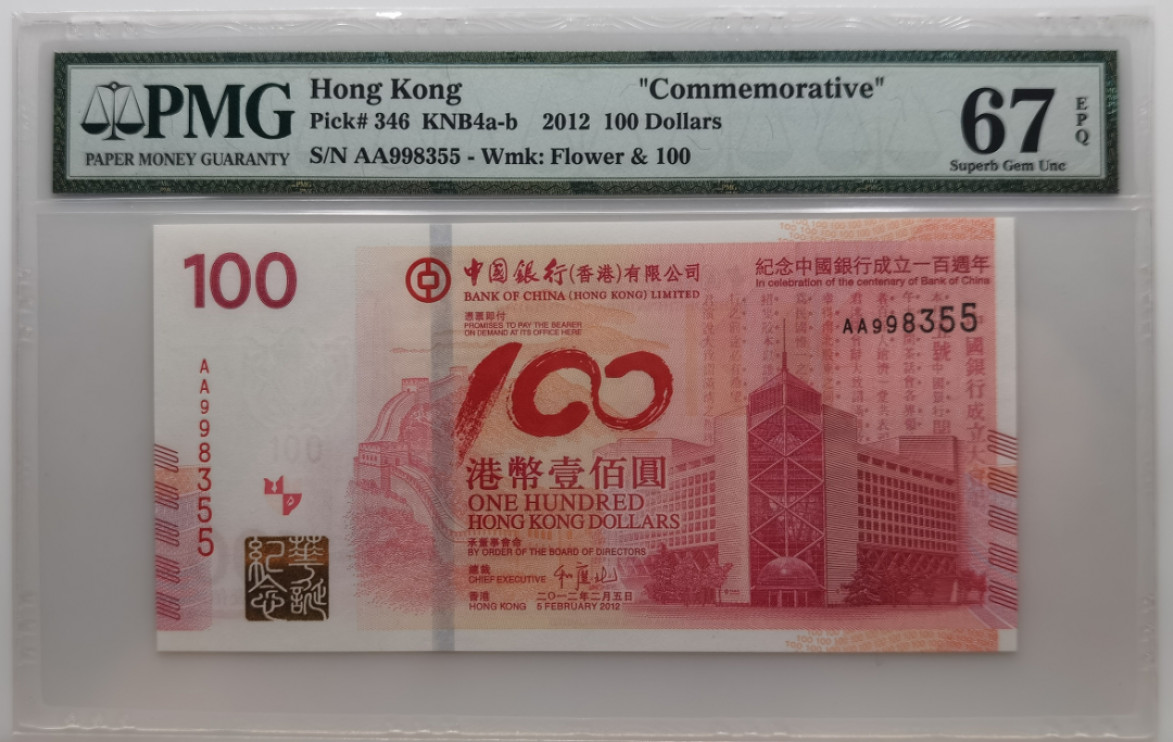 PMG
PAPER MONEY GUARANTY
Hong Kong "Commemorative"
Pick# 346 KNB4a-b 2012 100 Dollars
S/N AA998355 - Wmk: Flower & 100
67
EPQ
Superb Gem Unc
100
中國銀行(香港)有限公司
BANK OF CHINA (HONG KONG) LIMITED
憑票即付
PROMISES TO PAY THE BEARER
ON DEMAND AT ITS OFFICE HERE
紀念中國銀行成立一百週年
In celebration of the centenary of Bank of China
AA998355
100
港幣壹佰圓
ONE HUNDRED
HONG KONG DOLLARS
承董事會命
BY ORDER OF THE BOARD OF DIRECTORS
總裁
CHIEF EXECUTIVE
香港 二〇一二年二月五日
HONG KONG 5 FEBRUARY 2012
AA998355
100
華誕
紀念